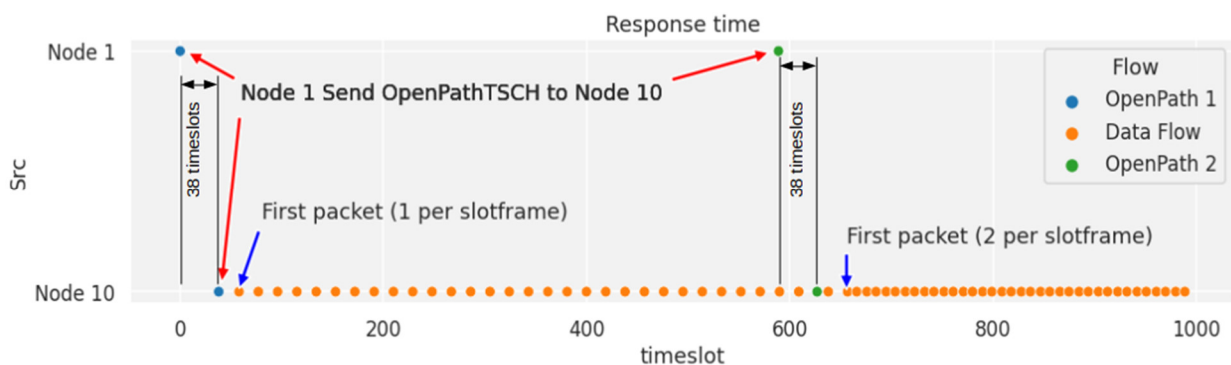 Response time
Node 1
Node 1 Send OpenPathTSCH to Node 10
38 timeslots
38 timeslots
Src
First packet (1 per slotframe)
First packet (2 per slotframe)
Node 10
0
200
400
600
800
1000
timeslot
Flow
OpenPath 1
Data Flow
OpenPath 2